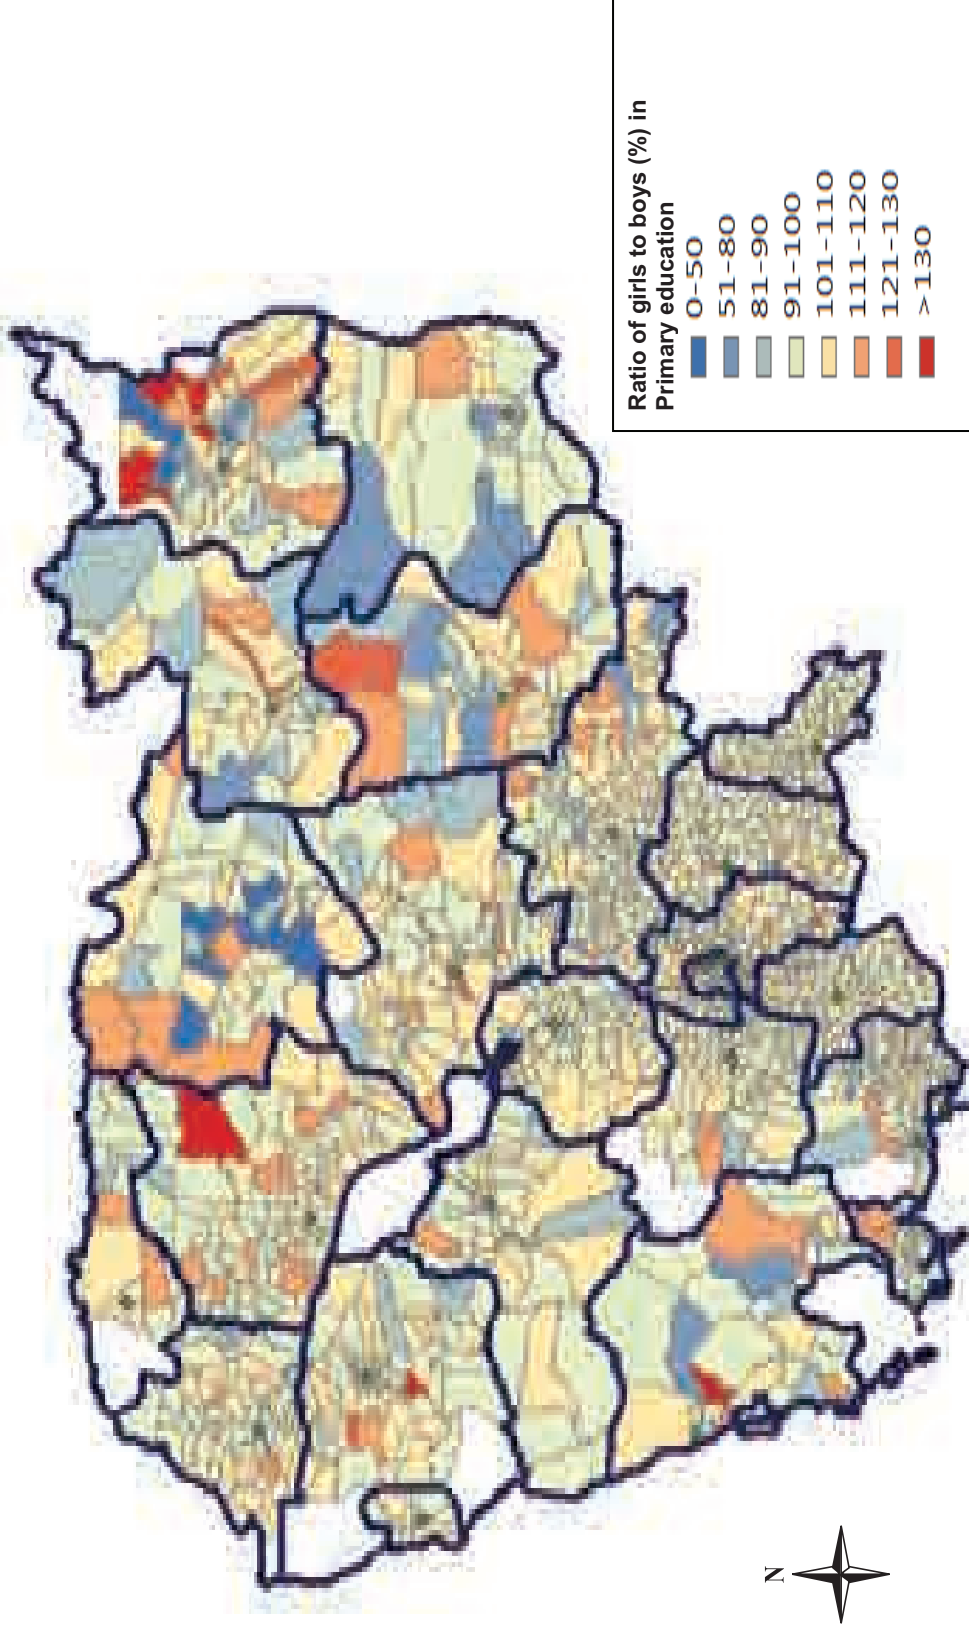 Ratio of girls to boys (%) in
Primary education
0-50
51-80
81-90
91-100
101-110
111-120
121-130
>130
N